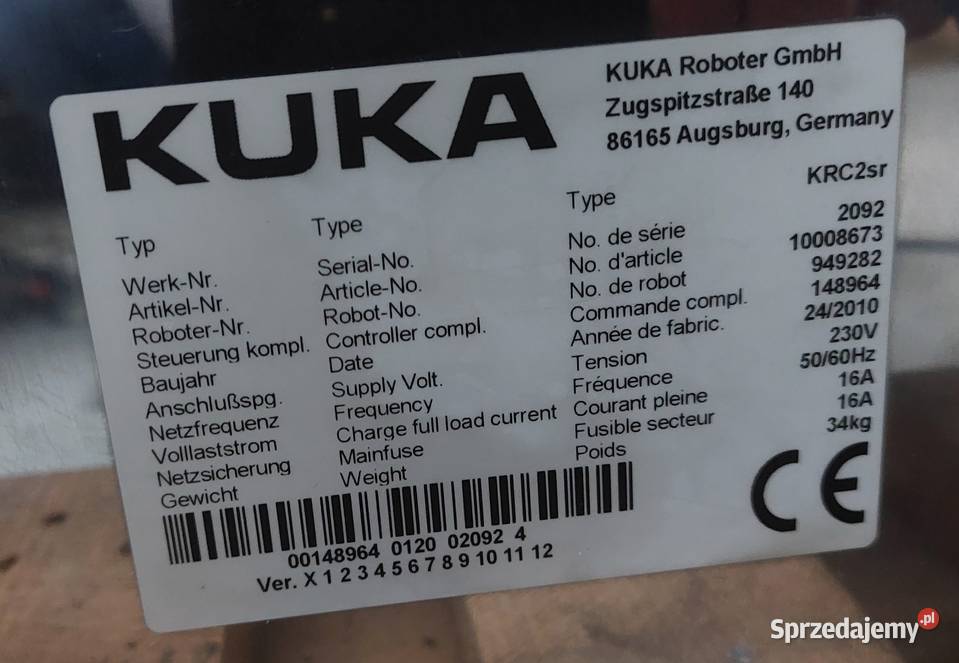 KUKA
KUKA Roboter GmbH
Zugspitzstraße 140
86165 Augsburg, Germany
Typ Type Type KRC2sr
Werk-Nr. Serial-No. No. de série 2092
Artikel-Nr. Article-No. No. d'article 10008673
Roboter-Nr. Robot-No. No. de robot 949282
Steuerung kompl. Controller compl. Commande compl. 148964
Baujahr Date Année de fabric. 24/2010
Anschlußspg. Supply Volt. Tension 230V
Netzfrequenz Frequency Fréquence 50/60Hz
Volllaststrom Charge full load current Courant pleine 16A
Netzsicherung Mainfuse Fusible secteur 16A
Gewicht Weight Poids 34kg
CE
00148964 0120 02092 4
Ver. X 1 2 3 4 5 6 7 8 9 10 11 12
Sprzedajemy.pl